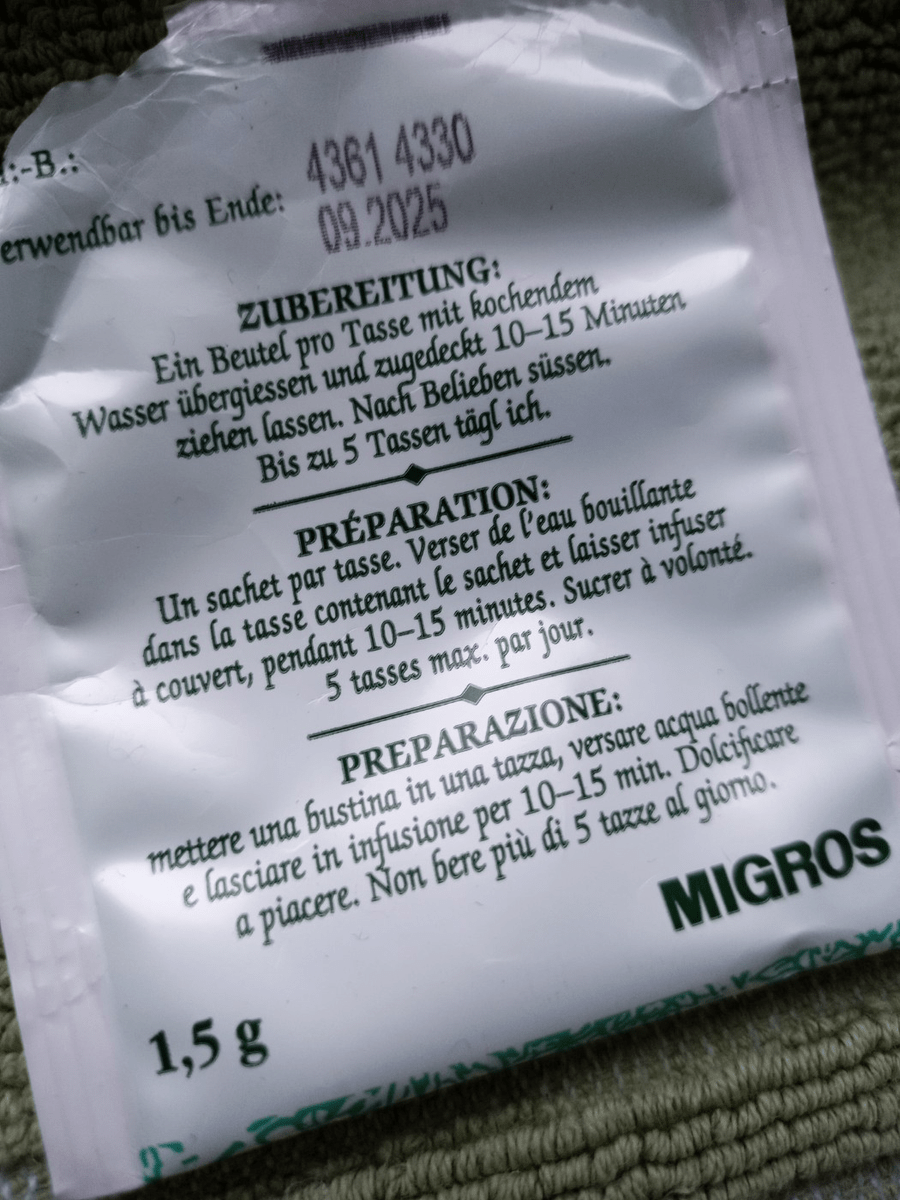 4361 4330
bis Ende: 09.2025
ZUBEREITUNG:
Ein Beutel pro Tasse mit kochendem
Wasser übergiessen und zugedeckt 10–15 Minuten
ziehen lassen. Nach Belieben süssen.
Bis zu 5 Tassen tägl ich.
PRÉPARATION:
Un sachet par tasse. Verser de l'eau bouillante
dans la tasse contenant le sachet et laisser infuser
à couvert, pendant 10–15 minutes. Sucrer à volonté.
5 tasses max. par jour.
PREPARAZIONE:
mettere una bustina in una tazza, versare acqua bollente
e lasciare in infusione per 10–15 min. Dolcificare
a piacere. Non bere più di 5 tazze al giorno.
MIGROS
1,5 g